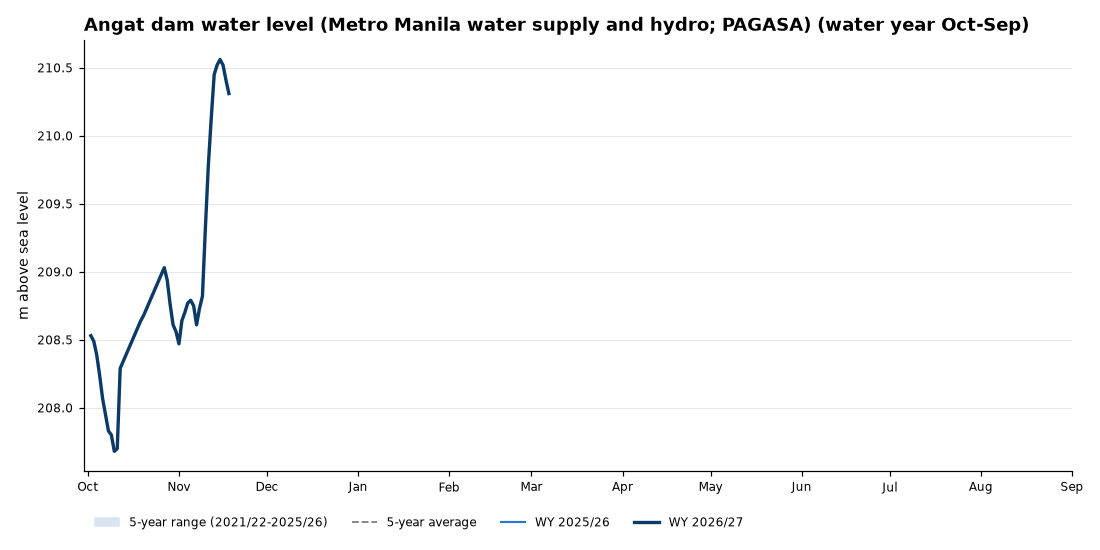 Angat dam water level (Metro Manila water supply and hydro; PAGASA) (water year Oct-Sep)
m above sea level
210.5
210.0
209.5
209.0
208.5
208.0
Oct Nov Dec Jan Feb Mar Apr May Jun Jul Aug Sep
5-year range (2021/22-2025/26) 5-year average WY 2025/26 WY 2026/27